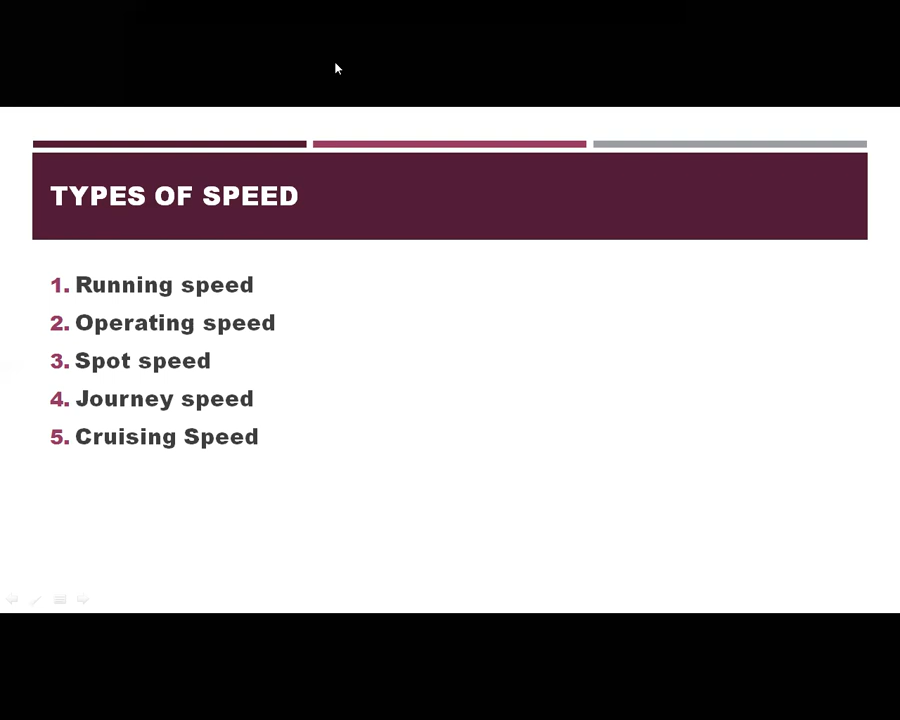 TYPES OF SPEED
1. Running speed
2. Operating speed
3. Spot speed
4. Journey speed
5. Cruising Speed